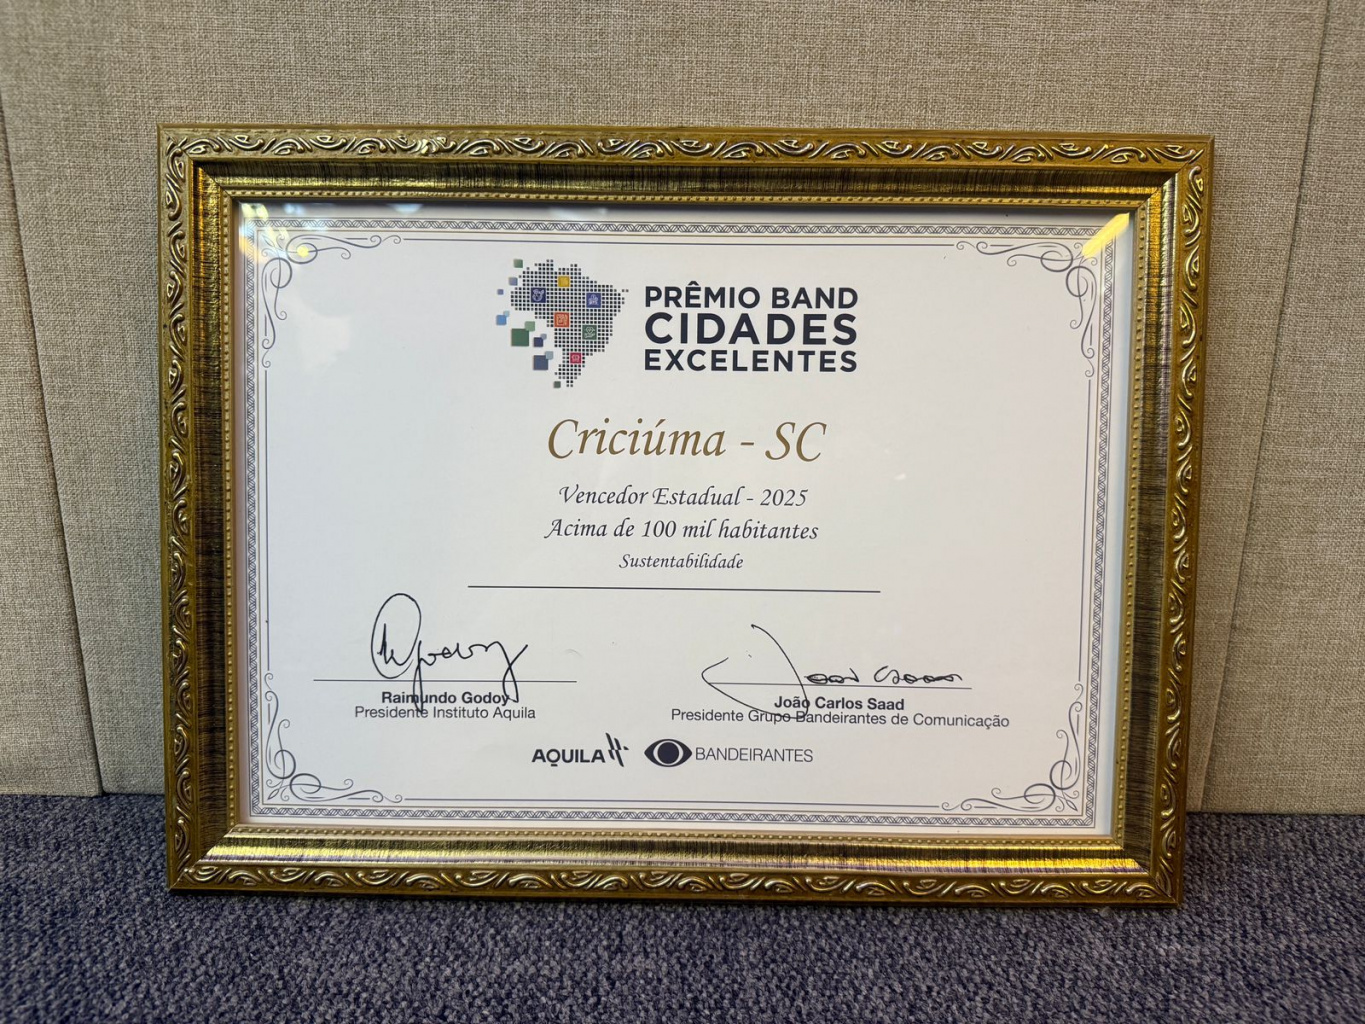 PRÊMIO BAND
CIDADES
EXCELENTES
Criciúma - SC
Vencedor Estadual - 2025
Acima de 100 mil habitantes
Sustentabilidade
Raimundo Godoy
Presidente Instituto Aquila
João Carlos Saad
Presidente Grupo Bandeirantes de Comunicação
AQUILA
BANDEIRANTES